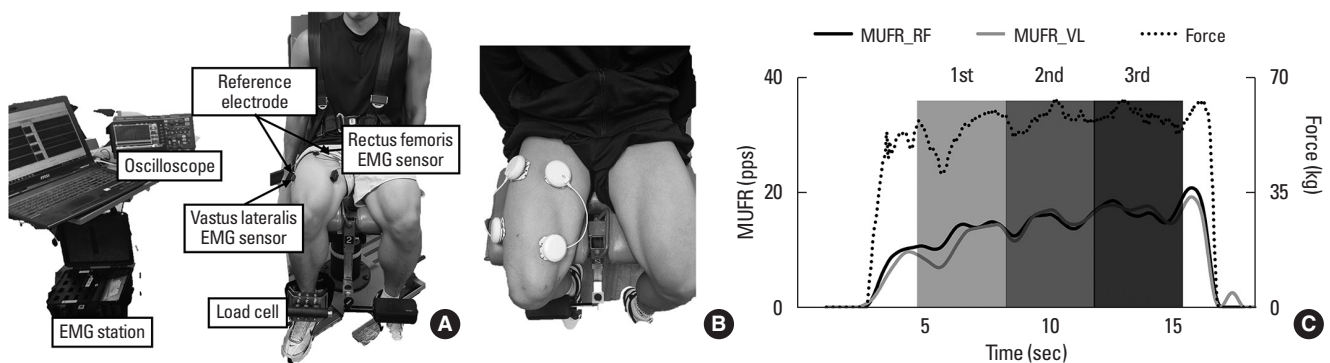 Reference
electrode
Rectus femoris
EMG sensor
Oscilloscope
Vastus lateralis
EMG sensor
Load cell
EMG station
A
B
MUFR_RF
MUFR_VL
Force
40
20
0
MUFR (pps)
1st
2nd
3rd
70
35
0
Force (kg)
5
10
15
Time (sec)
C